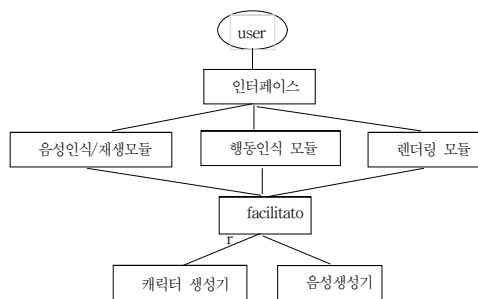 user
인터페이스
음성인식/재생모듈
행동인식 모듈
렌더링 모듈
facilitato
r
캐릭터 생성기
음성생성기